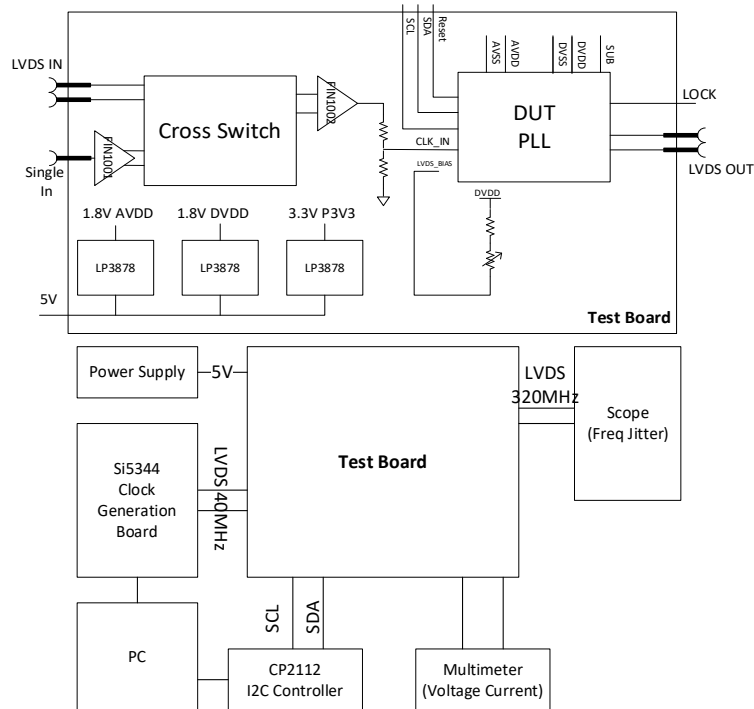 SCL
SDA
Reset
AVSS
AVDD
DVSS
DVDD
SUB
LVDS IN
FIN1002
Cross Switch
DUT
PLL
LOCK
CLK_IN
LVDS_BIAS
LVDS OUT
FIN1001
Single
In
DVDD
1.8V AVDD
1.8V DVDD
3.3V P3V3
LP3878
LP3878
LP3878
5V
Test Board
Power Supply
5V
LVDS
320MHz
Scope
(Freq Jitter)
Test Board
Si5344
Clock
Generation
Board
LVDS 40MHz
SCL
SDA
PC
CP2112
I2C Controller
Multimeter
(Voltage Current)